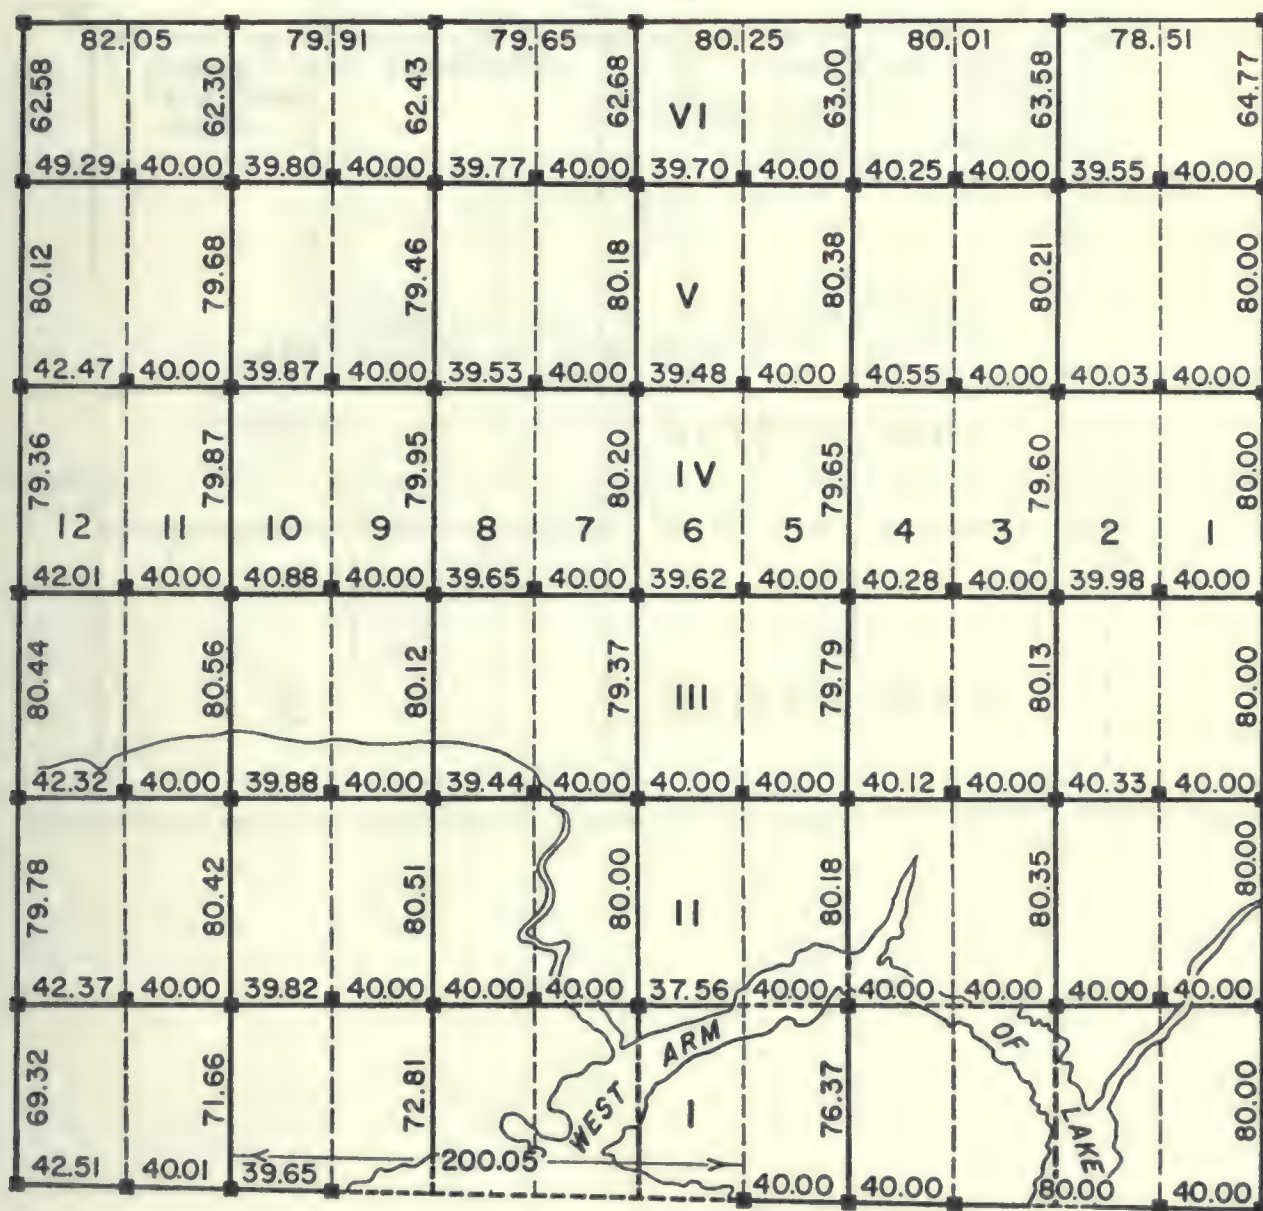 82.05 79.91 79.65 80.125 80.01 78.51
62.58 62.30 62.43 62.68 VI 63.00 63.58 64.77
49.29 40.00 39.80 40.00 39.77 40.00 39.70 40.00 40.25 40.00 39.55 40.00
80.12 79.68 79.46 80.18 V 80.38 80.21 80.00
42.47 40.00 39.87 40.00 39.53 40.00 39.48 40.00 40.55 40.00 40.03 40.00
79.36 79.87 79.95 80.20 IV 79.65 79.60 80.00
12 11 10 9 8 7 6 5 4 3 2 1
42.01 40.00 40.88 40.00 39.65 40.00 39.62 40.00 40.28 40.00 39.98 40.00
80.44 80.56 80.12 79.37 III 79.79 80.13 80.00
42.32 40.00 39.88 40.00 39.44 40.00 40.00 40.00 40.12 40.00 40.33 40.00
79.78 80.42 80.51 80.00 II 80.18 80.35 80.00
42.37 40.00 39.82 40.00 40.00 40.00 37.56 40.00 40.00 40.00 40.00 40.00
69.32 71.66 72.81 WEST ARM I 76.37 OF LAKE 80.00
42.51 40.01 39.65 200.05 40.00 40.00 80.00 40.00